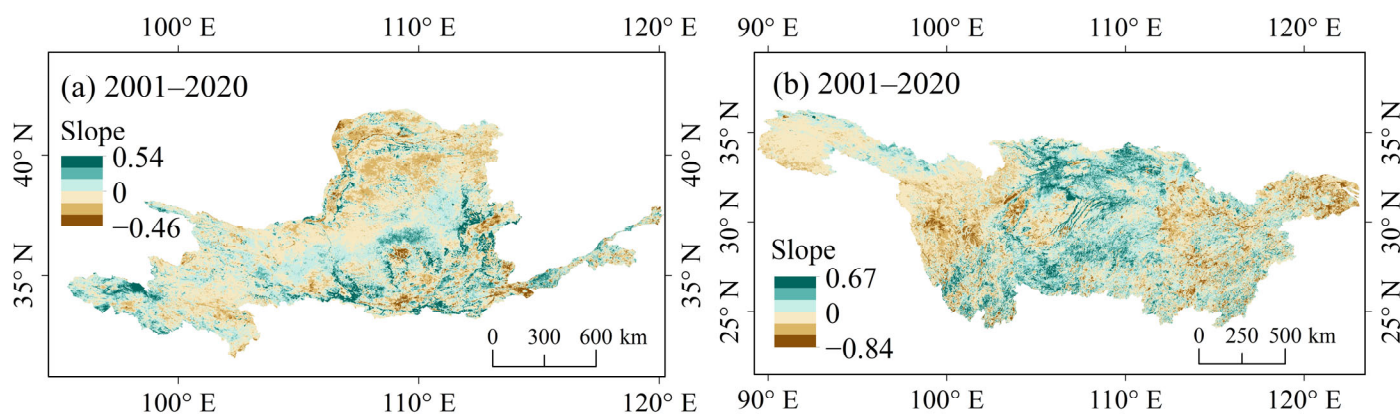 100° E 110° E 120° E
(a) 2001–2020
Slope
0.54
0
−0.46
40° N
35° N
40° N
35° N
0 300 600 km
100° E 110° E 120° E
90° E 100° E 110° E 120° E
(b) 2001–2020
35° N
30° N
25° N
Slope
0.67
0
−0.84
35° N
30° N
25° N
0 250 500 km
90° E 100° E 110° E 120° E